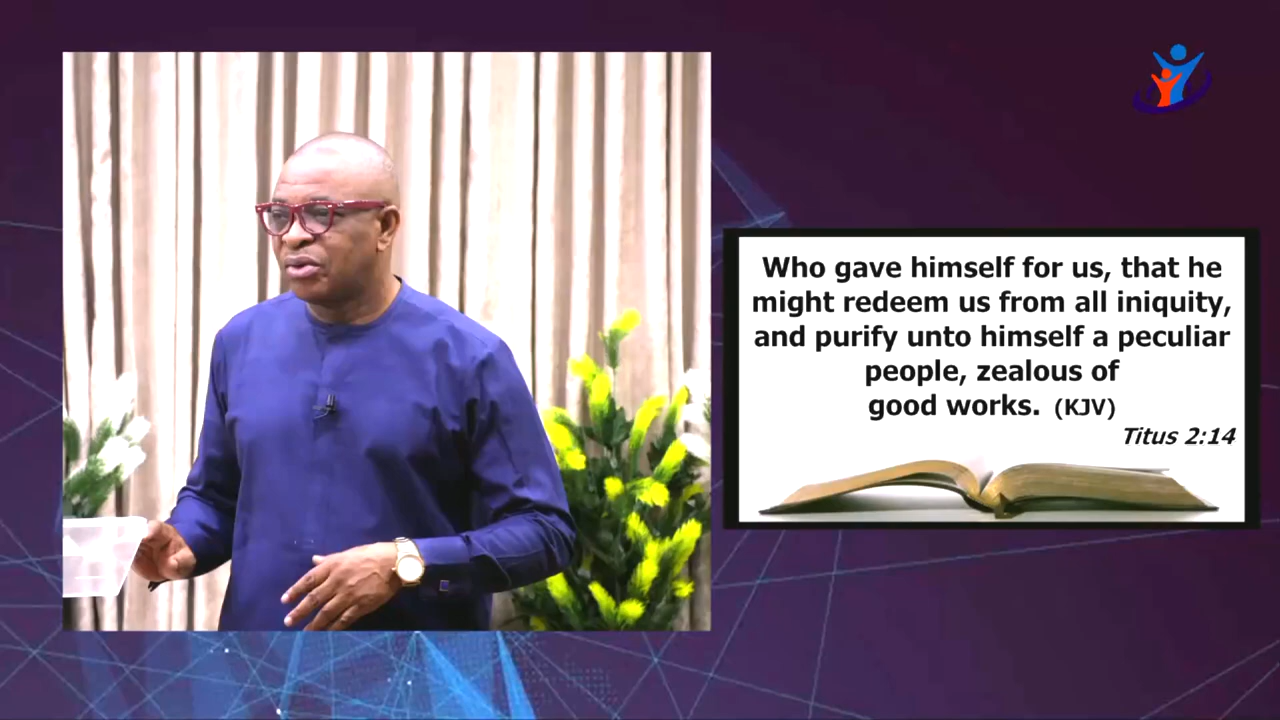 Who gave himself for us, that he
might redeem us from all iniquity,
and purify unto himself a peculiar
people, zealous of
good works. (KJV)
Titus 2:14